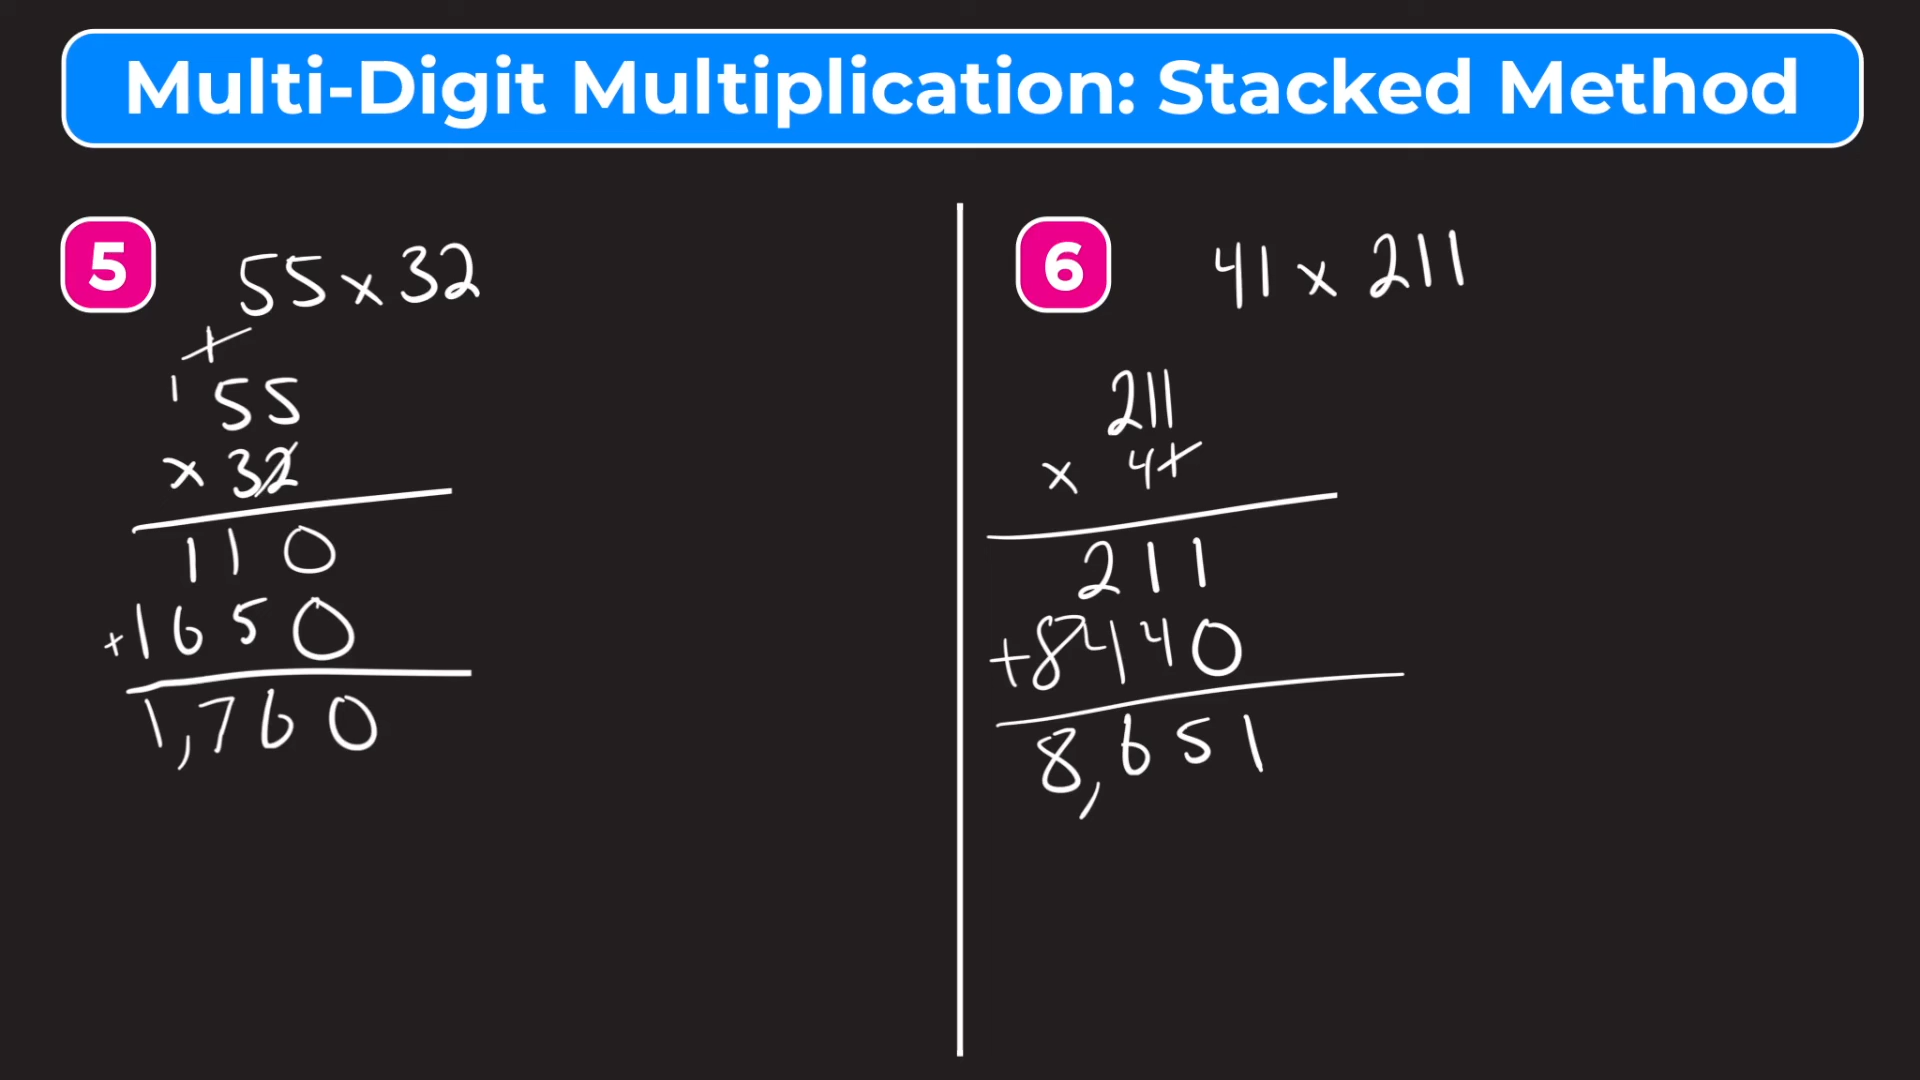 Multi-Digit Multiplication: Stacked Method
5
55 x 32
1
1 55
x 32
110
+1650
1,760
6
41 x 211
211
x 41
211
+8440
8,651